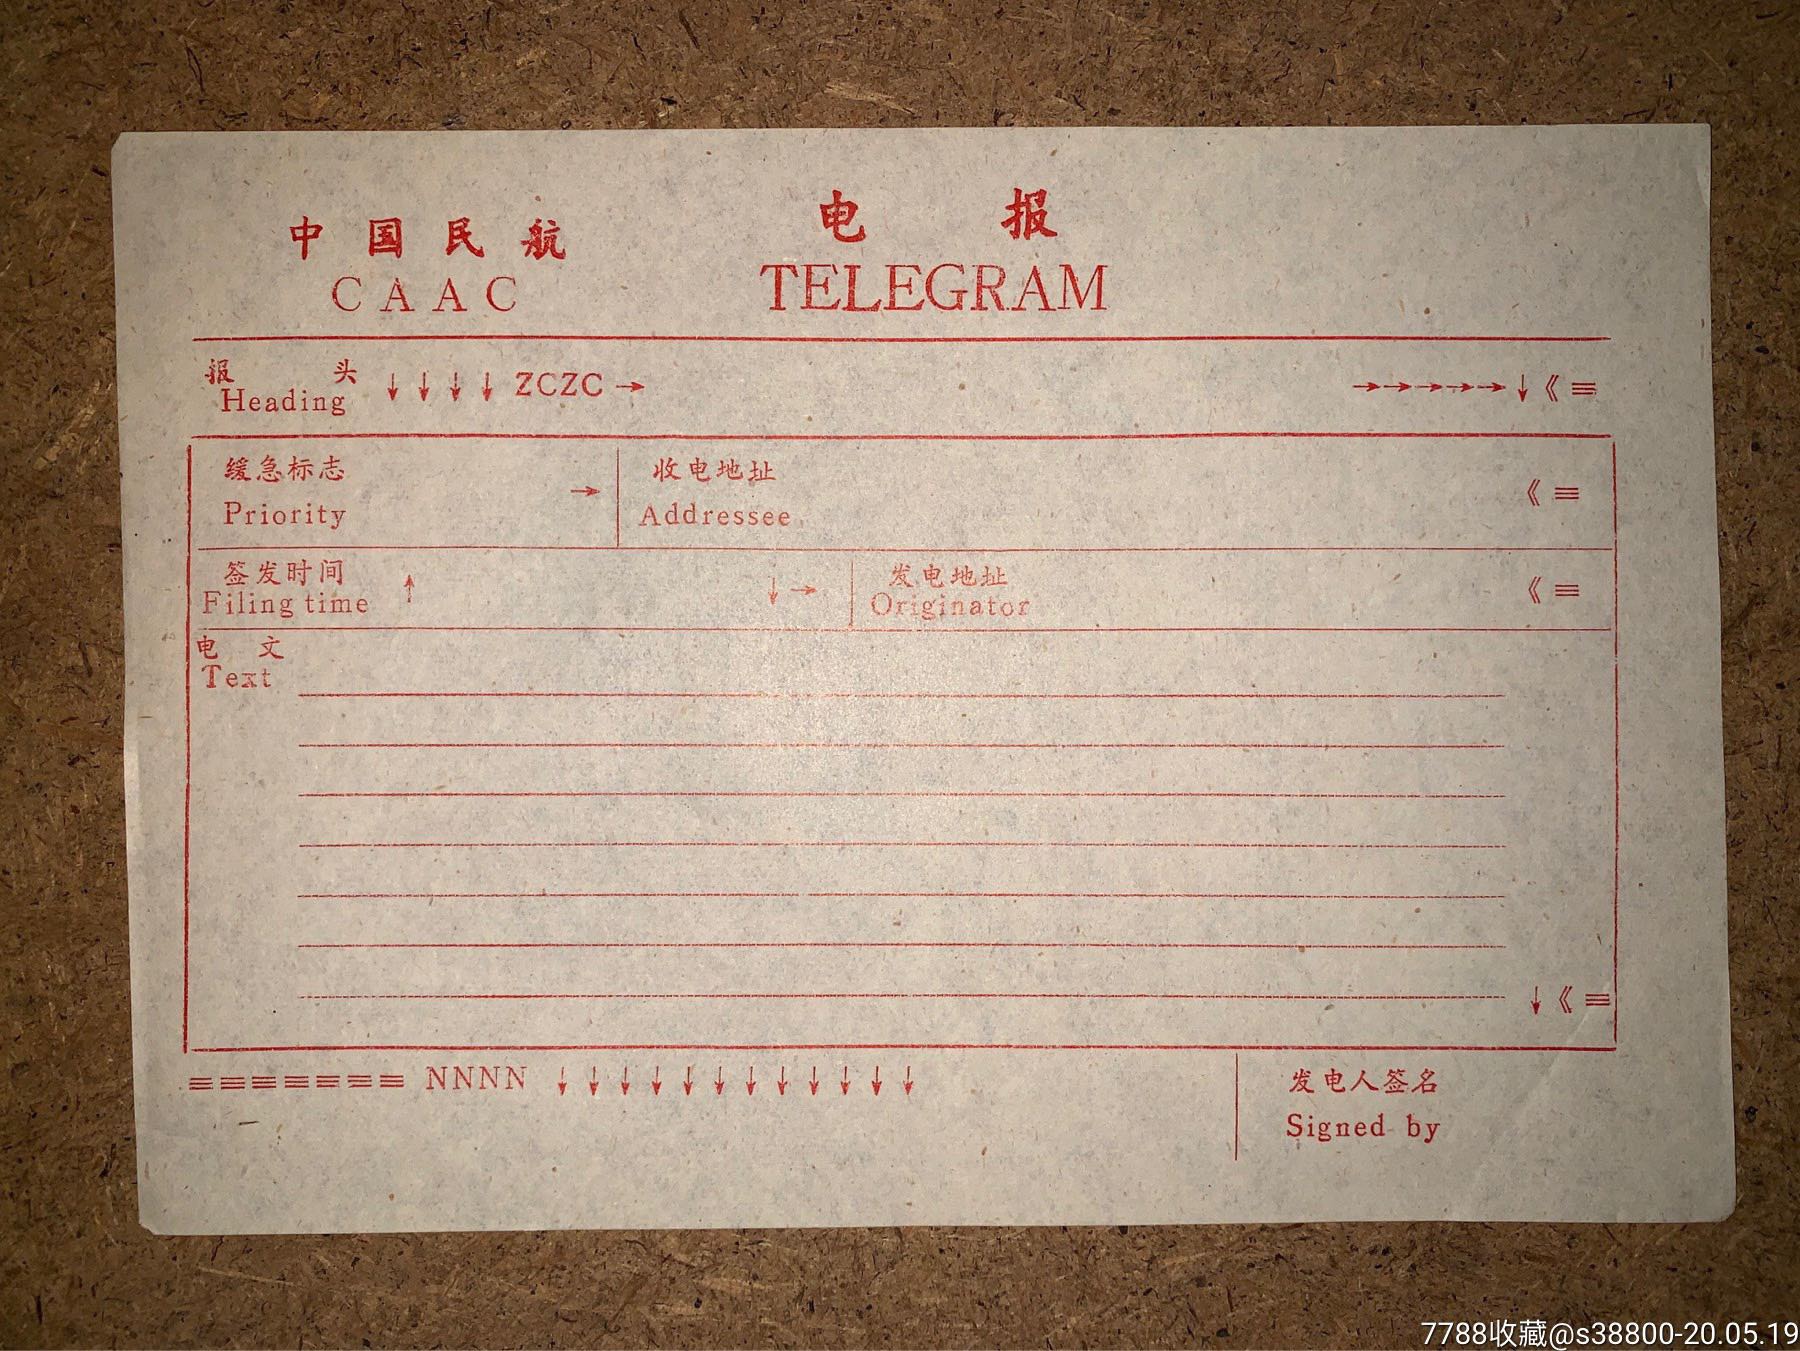 中国民航
CAAC
电报
TELEGRAM
报头
Heading
↓↓↓↓ ZCZC →
→→→→→↓《≡
缓急标志
Priority
→
收电地址
Addressee
《≡
签发时间
Filing time
↑
↓→
发电地址
Originator
《≡
电文
Text
↓《≡
≡≡≡≡≡≡≡ NNNN ↓↓↓↓↓↓↓↓↓↓↓↓
发电人签名
Signed by
7788收藏@s38800-20.05.19